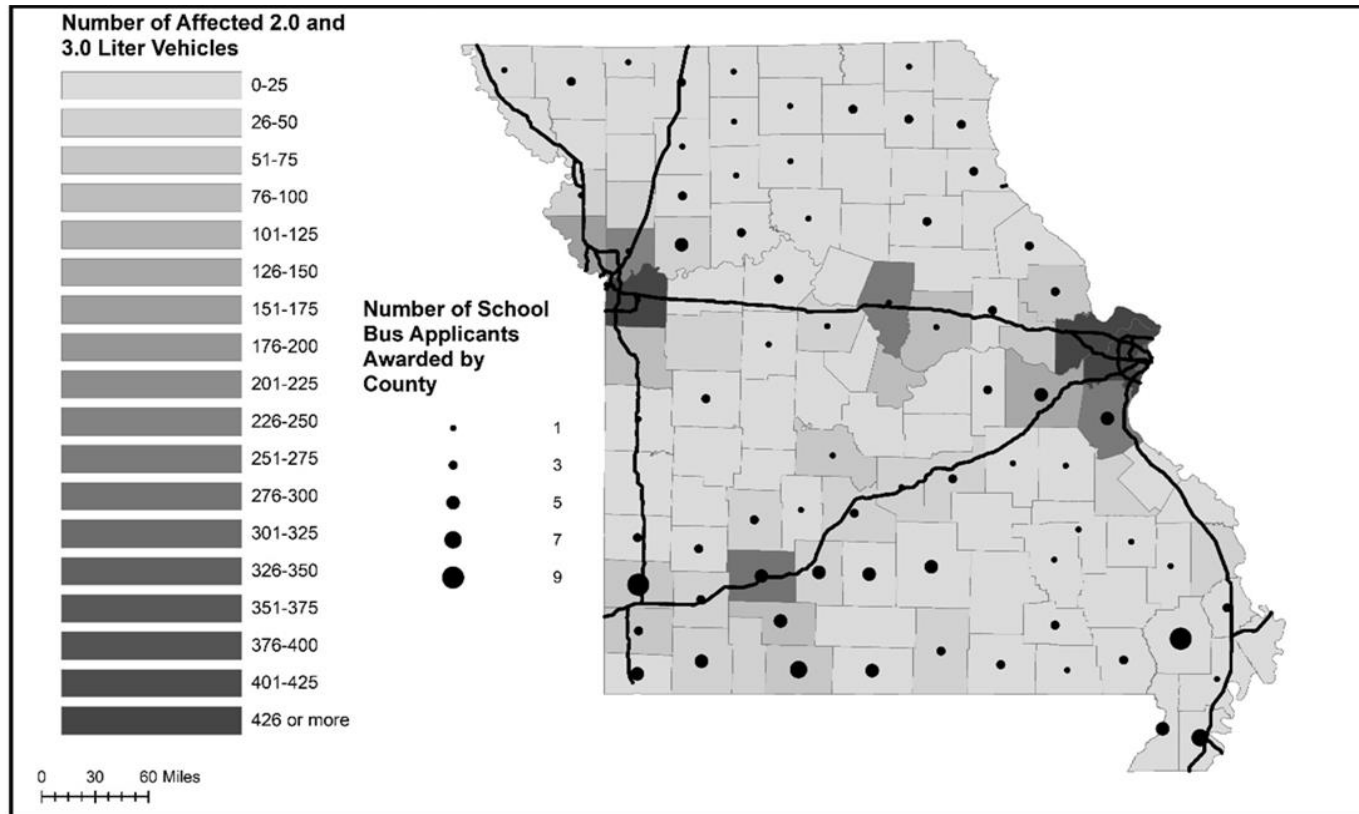 Number of Affected 2.0 and
3.0 Liter Vehicles
0-25
26-50
51-75
76-100
101-125
126-150
151-175
176-200
201-225
226-250
251-275
276-300
301-325
326-350
351-375
376-400
401-425
426 or more
0 30 60 Miles
Number of School
Bus Applicants
Awarded by
County
1
3
5
7
9